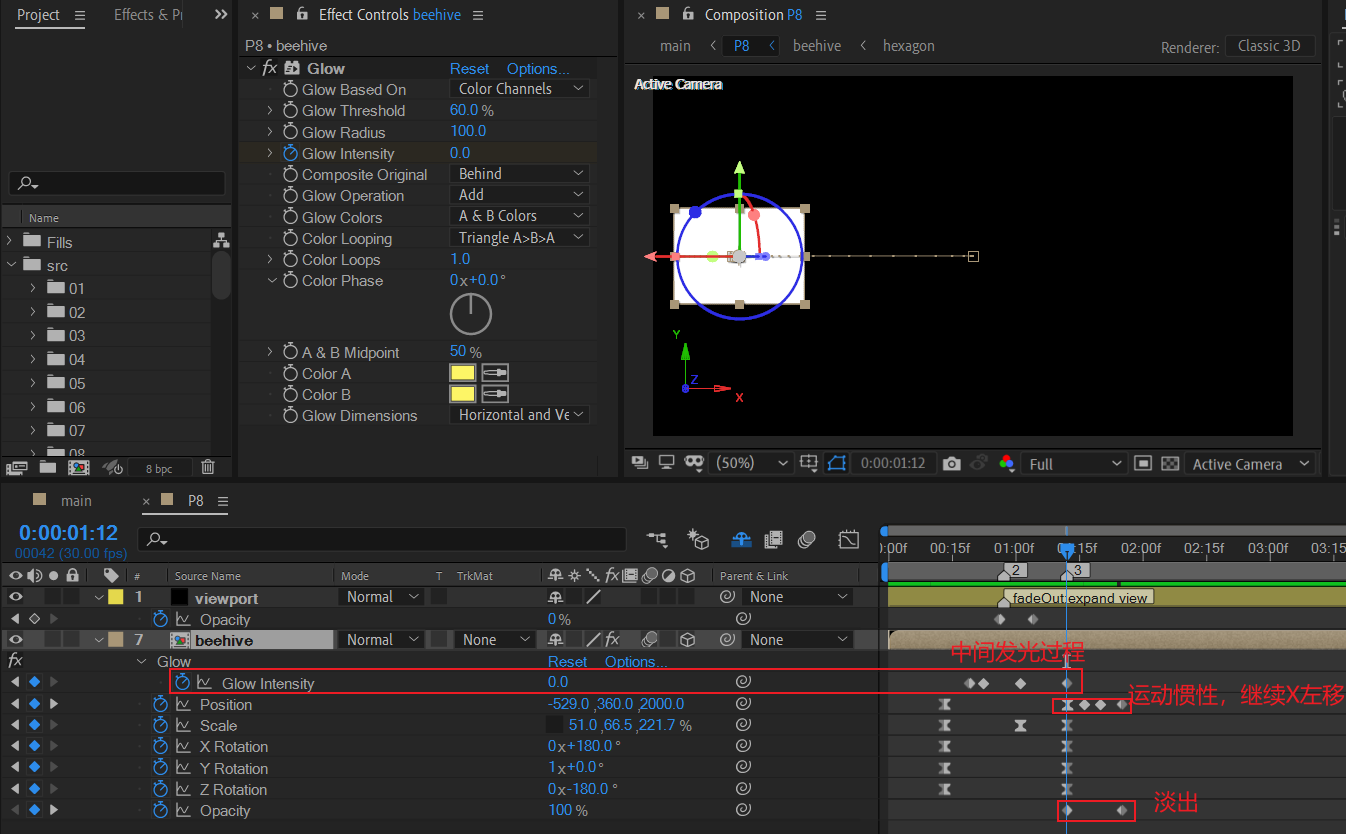 Project
Effects & Pr
Effect Controls beehive
Composition P8
P8 • beehive
main
P8
beehive
hexagon
Renderer:
Classic 3D
fx Glow
Reset
Options...
Glow Based On
Color Channels
Glow Threshold
60.0 %
Glow Radius
100.0
Glow Intensity
0.0
Composite Original
Behind
Glow Operation
Add
Glow Colors
A & B Colors
Color Looping
Triangle A>B>A
Color Loops
1.0
Color Phase
0x+0.0°
A & B Midpoint
50 %
Color A
Color B
Glow Dimensions
Horizontal and Ve
Active Camera
Y
Z
X
Name
Fills
src
01
02
03
04
05
06
07
08
8 bpc
(50%)
0:00:01:12
Full
Active Camera
main
P8
0:00:01:12
00042 (30.00 fps)
:00f
00:15f
01:00f
01:15f
02:00f
02:15f
03:00f
03:15
2
3
#
Source Name
Mode
T
TrkMat
fx
Parent & Link
1
viewport
Normal
None
fadeOut
expand view
Opacity
0%
7
beehive
Normal
None
fx
None
fx
Glow
Reset
Options...
中间发光过程
Glow Intensity
0.0
Position
-529.0,360.0,2000.0
运动惯性，继续X左移
Scale
51.0,66.5,221.7 %
X Rotation
0x+180.0°
Y Rotation
1x+0.0°
Z Rotation
0x-180.0°
Opacity
100 %
淡出